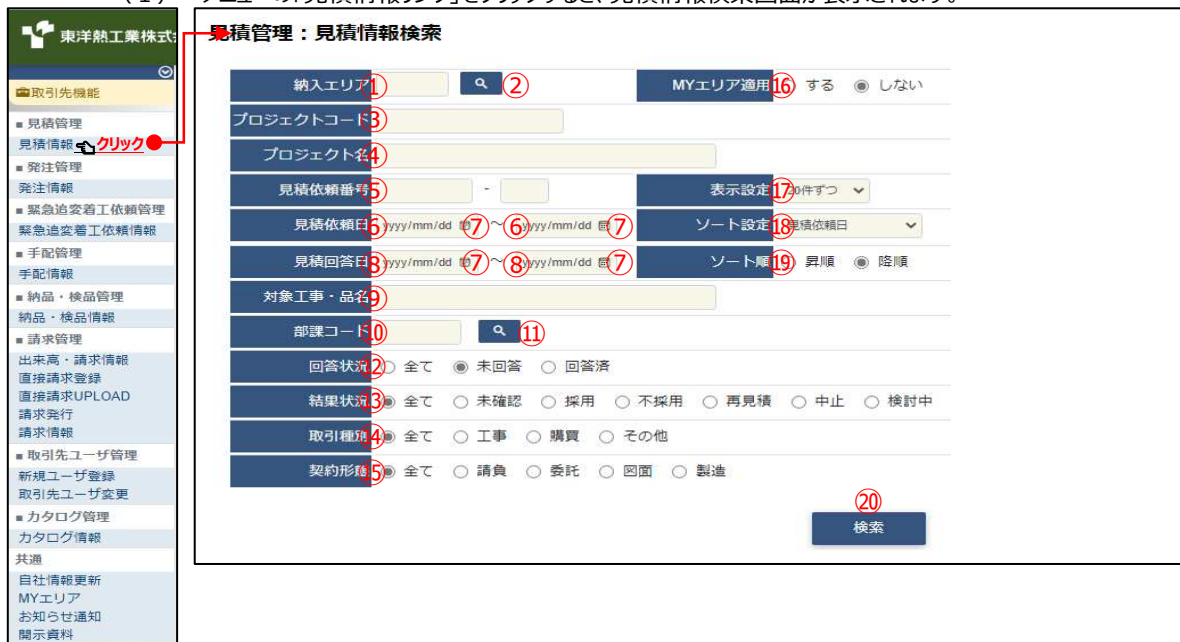 東洋熱工業株式
取引先機能
■ 見積管理
見積情報 クリック
■ 発注管理
発注情報
■ 緊急追変着工依頼管理
緊急追変着工依頼情報
■ 手配管理
手配情報
■ 納品・検品管理
納品・検品情報
■ 請求管理
出来高・請求情報
直接請求登録
直接請求UPLOAD
請求発行
請求情報
■ 取引先ユーザ管理
新規ユーザ登録
取引先ユーザ変更
■ カタログ管理
カタログ情報
共通
自社情報更新
MYエリア
お知らせ通知
開示資料
見積管理：見積情報検索
納入エリア ① ② MYエリア適用 ⑯ する しない
プロジェクトコード ③
プロジェクト名 ④
見積依頼番号 ⑤ - 表示設定 ⑰ 20件ずつ
見積依頼日 ⑥ yyyy/mm/dd ⑦ ～ ⑥ yyyy/mm/dd ⑦ ソート設定 ⑱ 見積依頼日
見積回答日 ⑧ yyyy/mm/dd ⑦ ～ ⑧ yyyy/mm/dd ⑦ ソート順 ⑲ 昇順 降順
対象工事・品名 ⑨
部課コード ⑩ ⑪
回答状況 ⑫ 全て 未回答 回答済
結果状況 ⑬ 全て 未確認 採用 不採用 再見積 中止 検討中
取引種別 ⑭ 全て 工事 購買 その他
契約形態 ⑮ 全て 請負 委託 図面 製造
⑳
検索